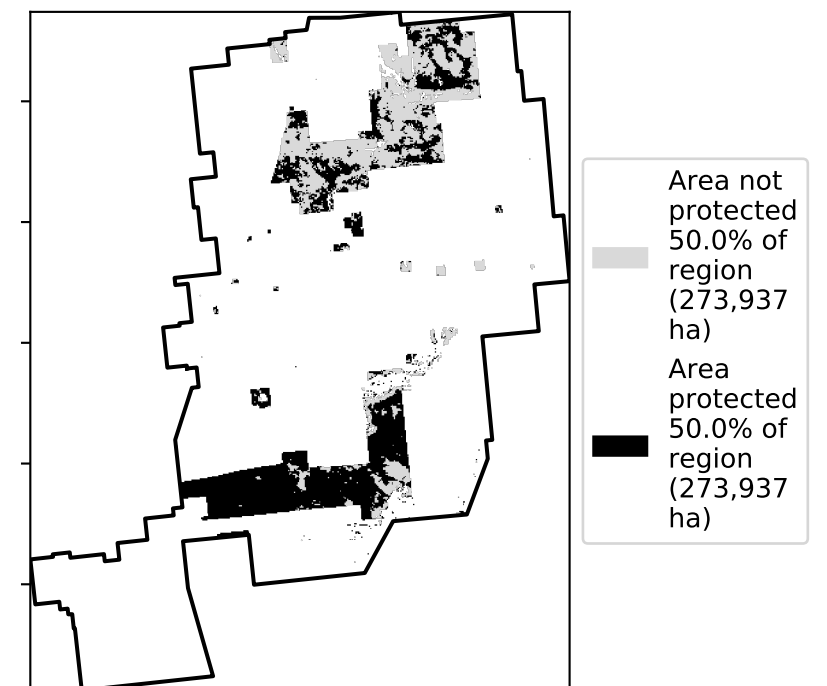 Area not
protected
50.0% of
region
(273,937
ha)
Area
protected
50.0% of
region
(273,937
ha)